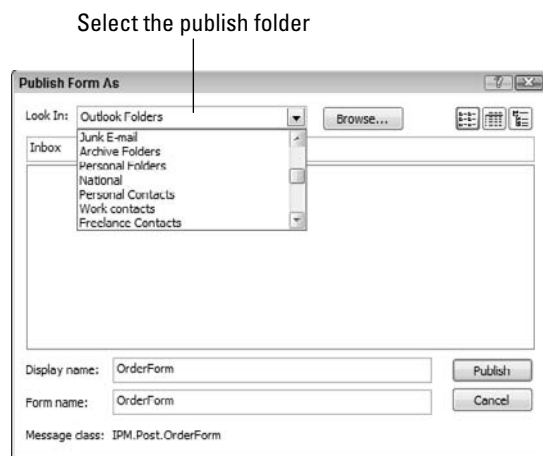 Select the publish folder
Publish Form As
Look In: Outlook Folders Browse...
Inbox
Junk E-mail
Archive Folders
Personal Folders
National
Personal Contacts
Work contacts
Freelance Contacts
Display name: OrderForm Publish
Form name: OrderForm Cancel
Message class: IPM.Post.OrderForm